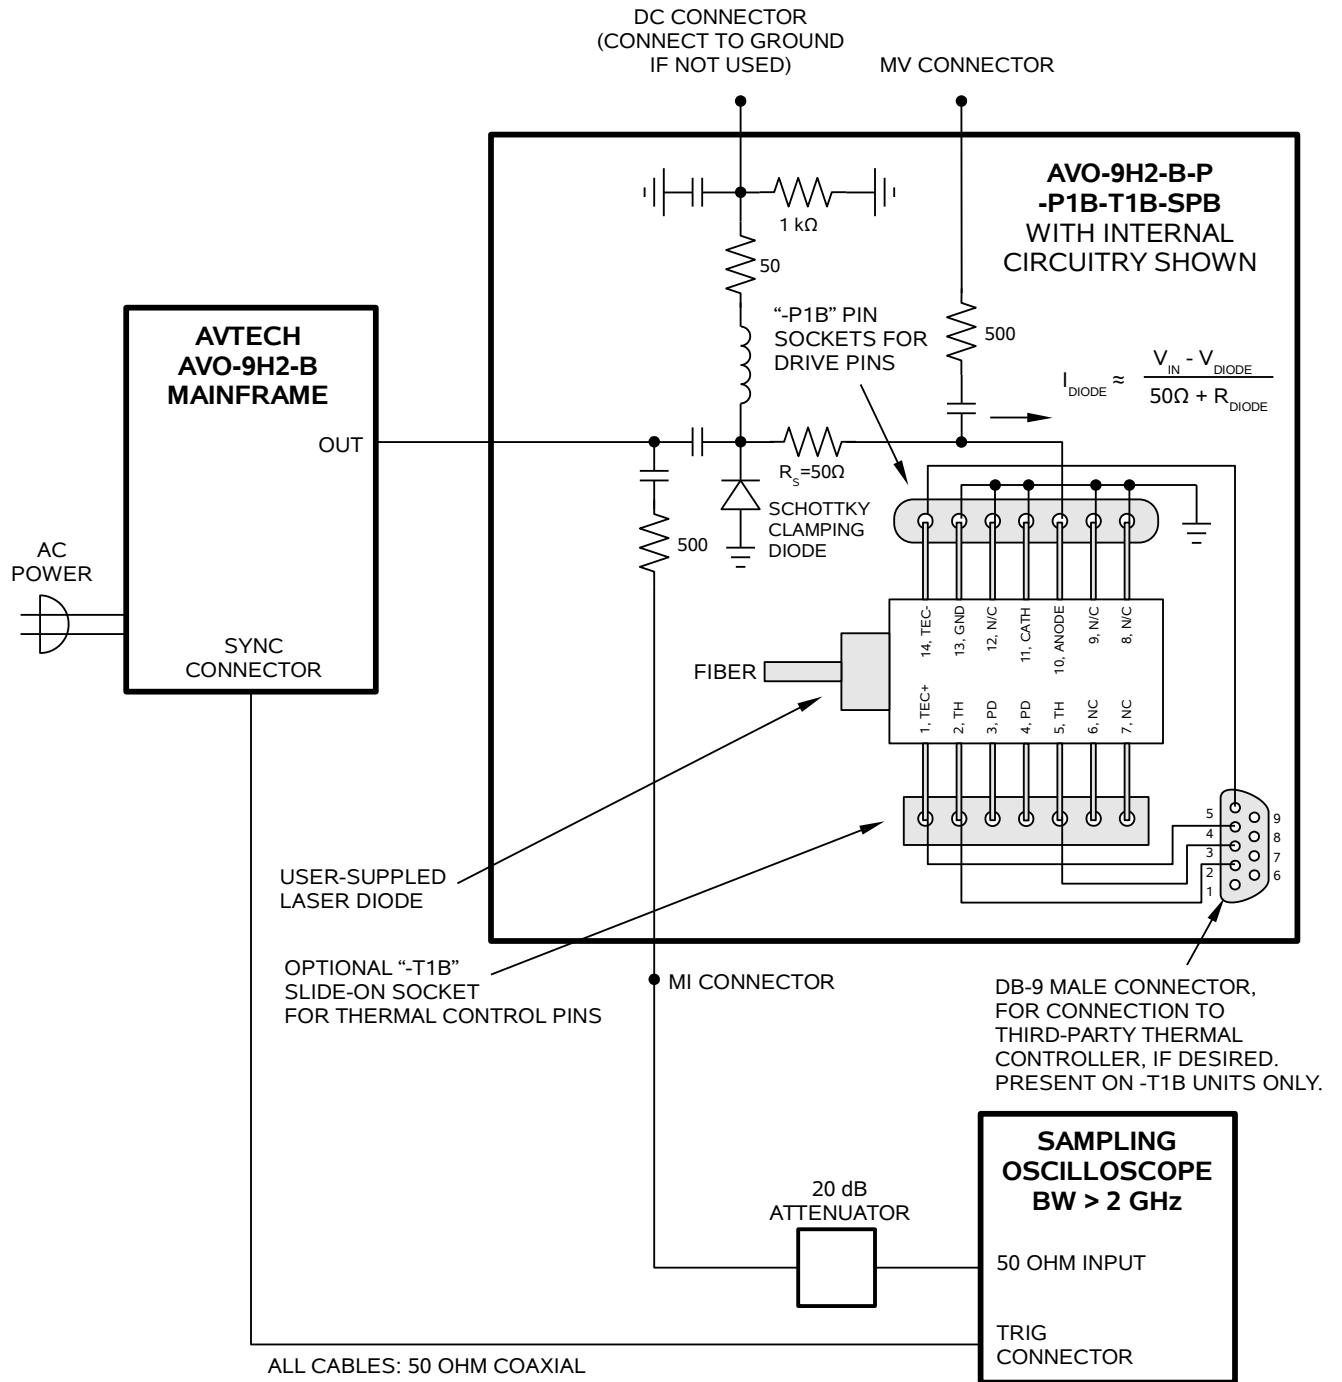 DC CONNECTOR
(CONNECT TO GROUND
IF NOT USED)
MV CONNECTOR
AVO-9H2-B-P
-P1B-T1B-SPB
WITH INTERNAL
CIRCUITRY SHOWN
1 kΩ
50
“-P1B” PIN
SOCKETS FOR
DRIVE PINS
500
I DIODE ≈ V IN - V DIODE
50Ω + R DIODE
AVTECH
AVO-9H2-B
MAINFRAME
OUT
R S =50Ω
SCHOTTKY
CLAMPING
DIODE
500
AC
POWER
SYNC
CONNECTOR
14, TEC-
13, GND
12, N/C
11, CATH
10, ANODE
9, N/C
8, N/C
FIBER
1, TEC+
2, TH
3, PD
4, PD
5, TH
6, NC
7, NC
5
4
3
2
1
9
8
7
6
USER-SUPPLED
LASER DIODE
OPTIONAL “-T1B”
SLIDE-ON SOCKET
FOR THERMAL CONTROL PINS
MI CONNECTOR
DB-9 MALE CONNECTOR,
FOR CONNECTION TO
THIRD-PARTY THERMAL
CONTROLLER, IF DESIRED.
PRESENT ON -T1B UNITS ONLY.
SAMPLING
OSCILLOSCOPE
BW > 2 GHz
20 dB
ATTENUATOR
50 OHM INPUT
TRIG
CONNECTOR
ALL CABLES: 50 OHM COAXIAL